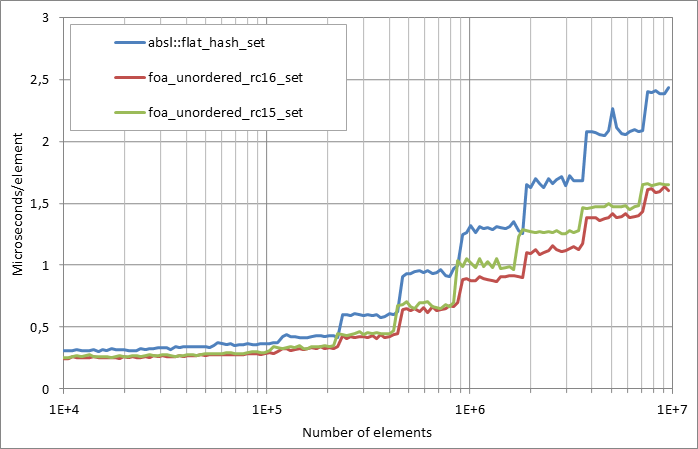 3
2,5
2
1,5
1
0,5
0
absl::flat_hash_set
foa_unordered_rc16_set
foa_unordered_rc15_set
Microseconds/element
1E+4 1E+5 1E+6 1E+7
Number of elements